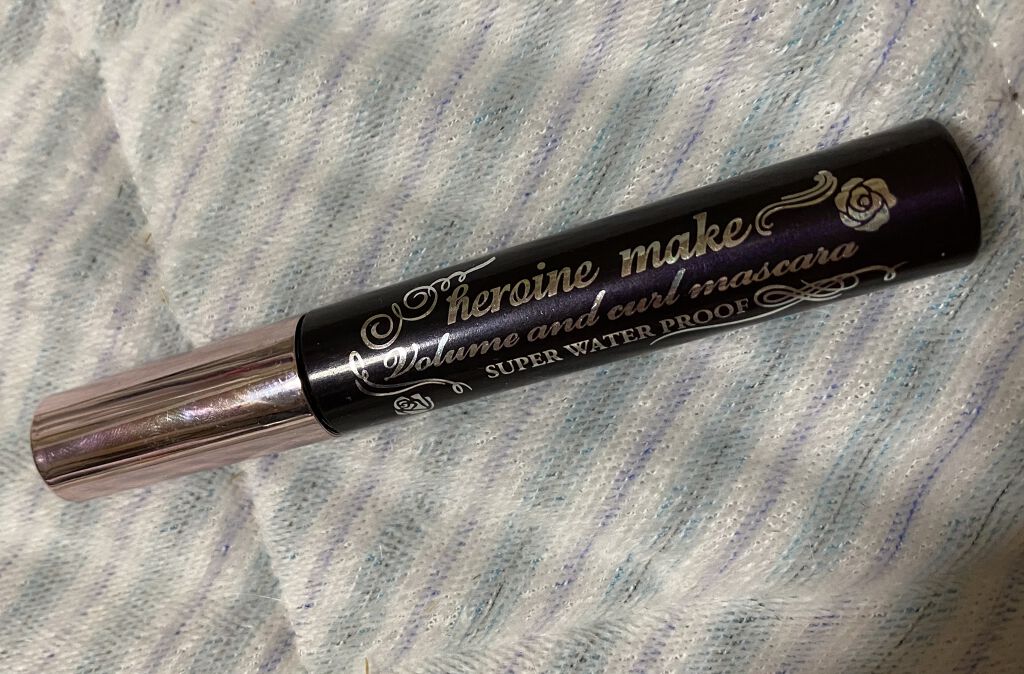 heroine make
Volume and curl mascara
SUPER WATER PROOF